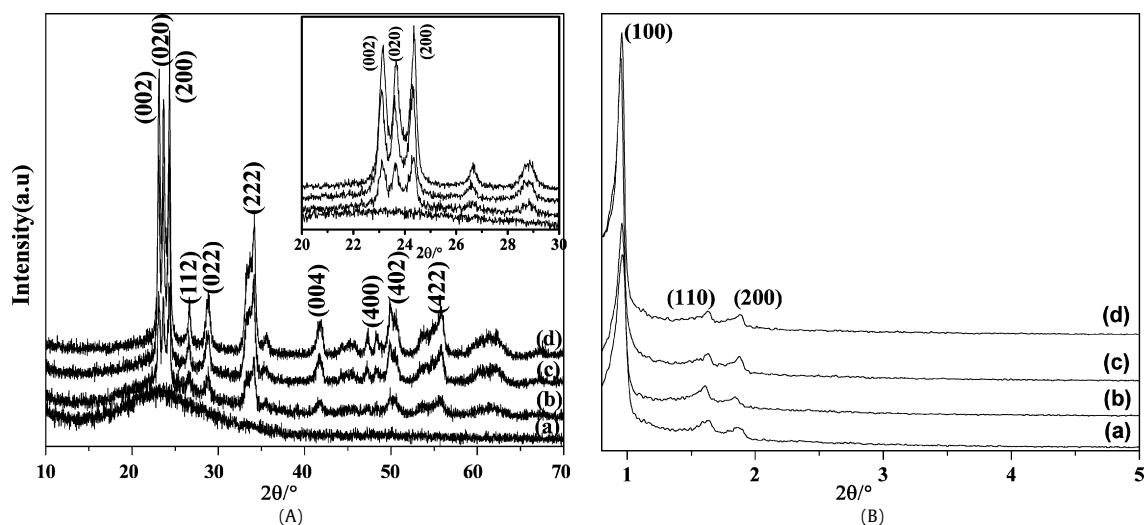 (002)
(020)
(200)
(112)
(022)
(222)
(004)
(400)
(402)
(422)
(d)
(c)
(b)
(a)
Intensity(a.u)
10 20 30 40 50 60 70
2θ/°
(A)
(002)
(020)
(200)
20 22 24 26 28 30
2θ/°
(100)
(110)
(200)
(d)
(c)
(b)
(a)
1 2 3 4 5
2θ/°
(B)